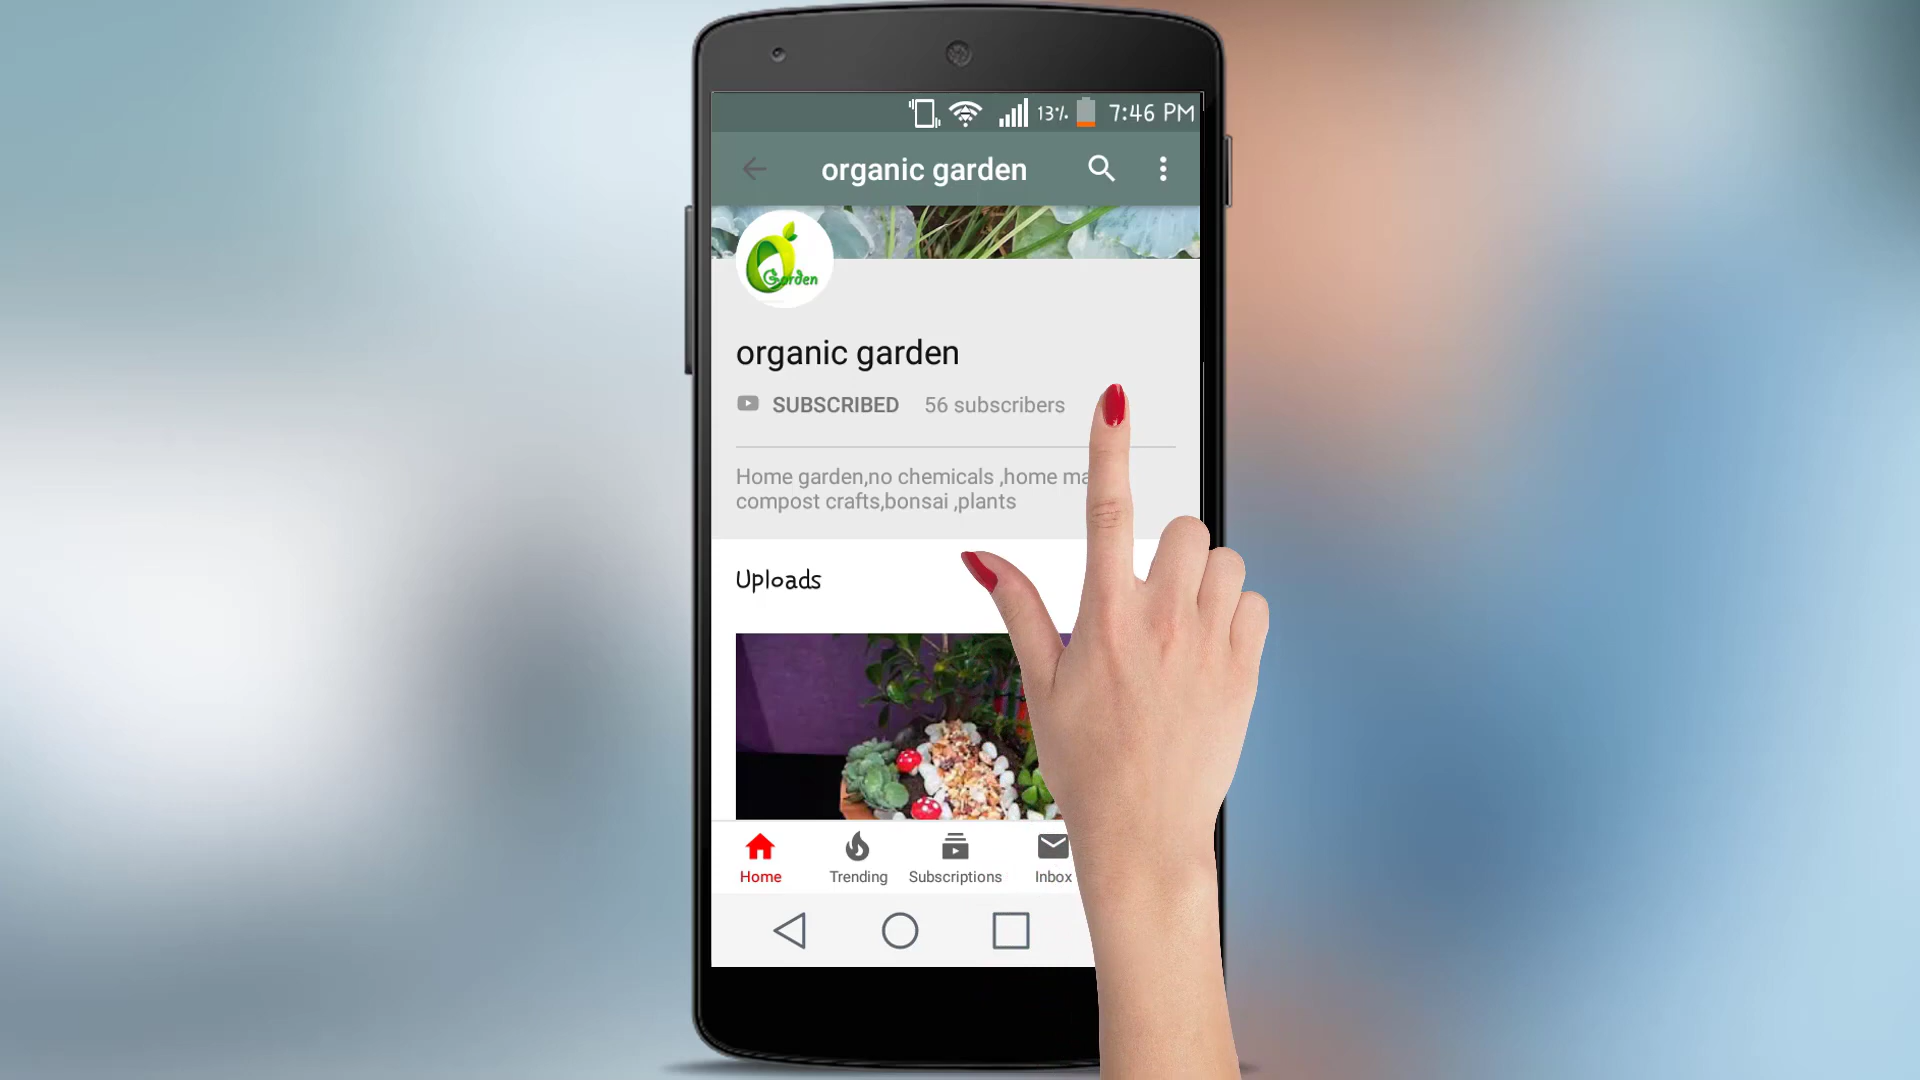 13% 7:46 PM
organic garden
Garden
organic garden
SUBSCRIBED 56 subscribers
Home garden,no chemicals ,home
compost crafts,bonsai ,plants
Uploads
Home Trending Subscriptions Inbox